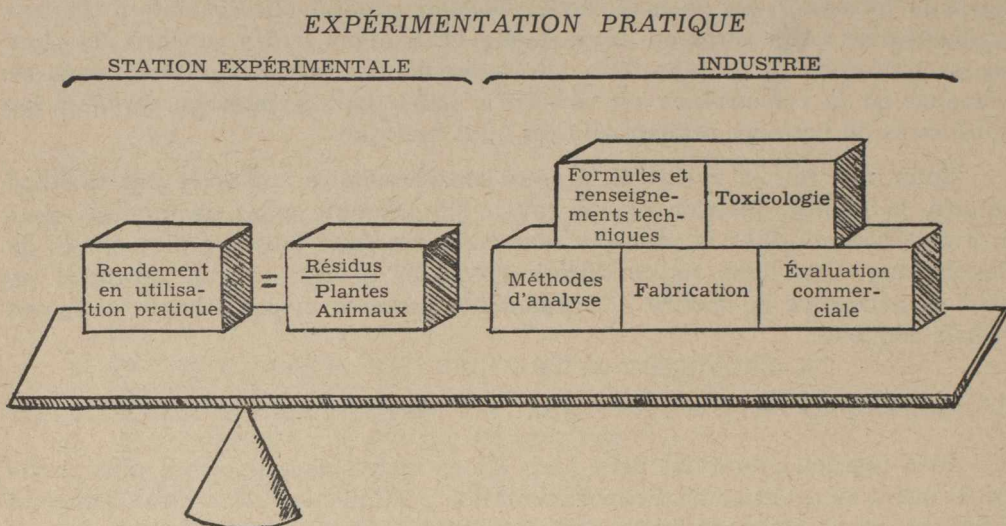 EXPÉRIMENTATION PRATIQUE
STATION EXPÉRIMENTALE
INDUSTRIE
Formules et
renseigne-
ments tech-
niques
Toxicologie
Rendement
en utilisa-
tion pratique
=
Résidus
Plantes
Animaux
Méthodes
d'analyse
Fabrication
Évaluation
commer-
ciale